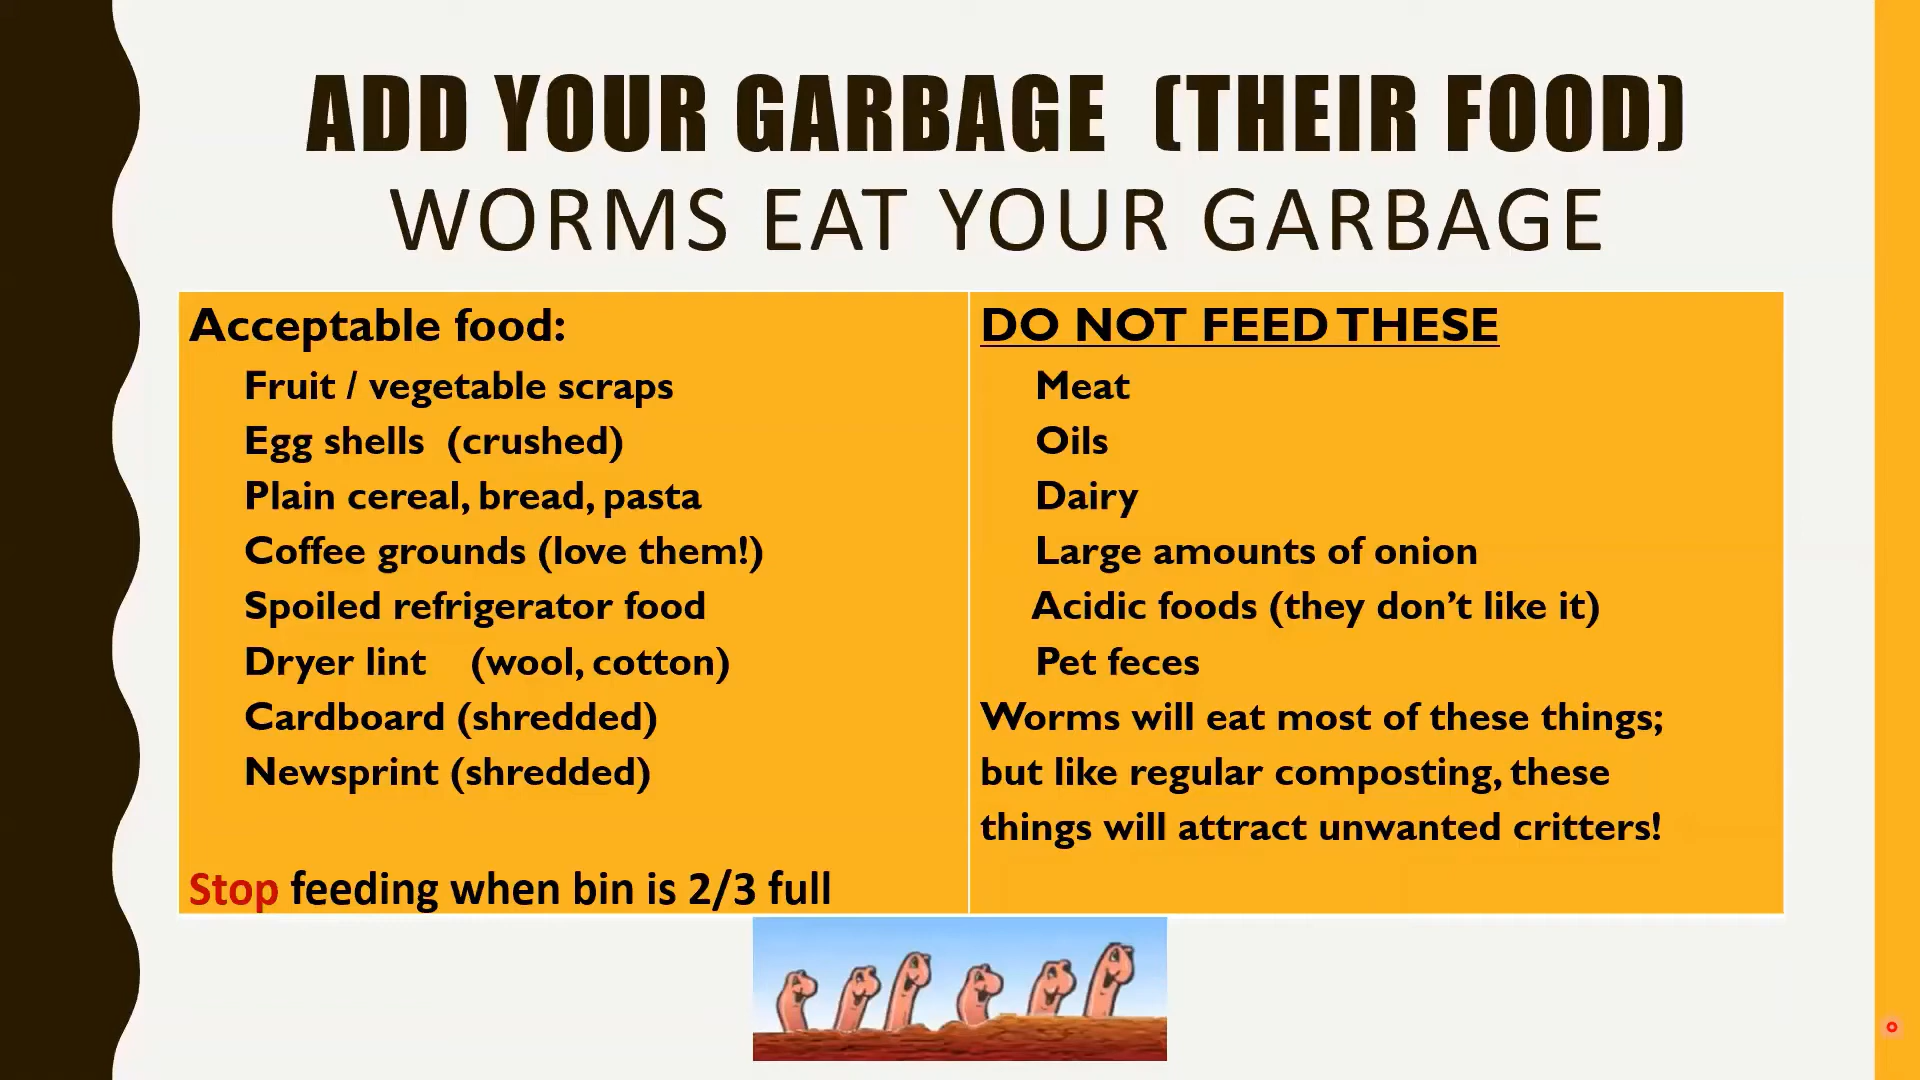 ADD YOUR GARBAGE (THEIR FOOD)
WORMS EAT YOUR GARBAGE
Acceptable food:
Fruit / vegetable scraps
Egg shells (crushed)
Plain cereal, bread, pasta
Coffee grounds (love them!)
Spoiled refrigerator food
Dryer lint (wool, cotton)
Cardboard (shredded)
Newsprint (shredded)
Stop feeding when bin is 2/3 full
DO NOT FEED THESE
Meat
Oils
Dairy
Large amounts of onion
Acidic foods (they don’t like it)
Pet feces
Worms will eat most of these things;
but like regular composting, these
things will attract unwanted critters!